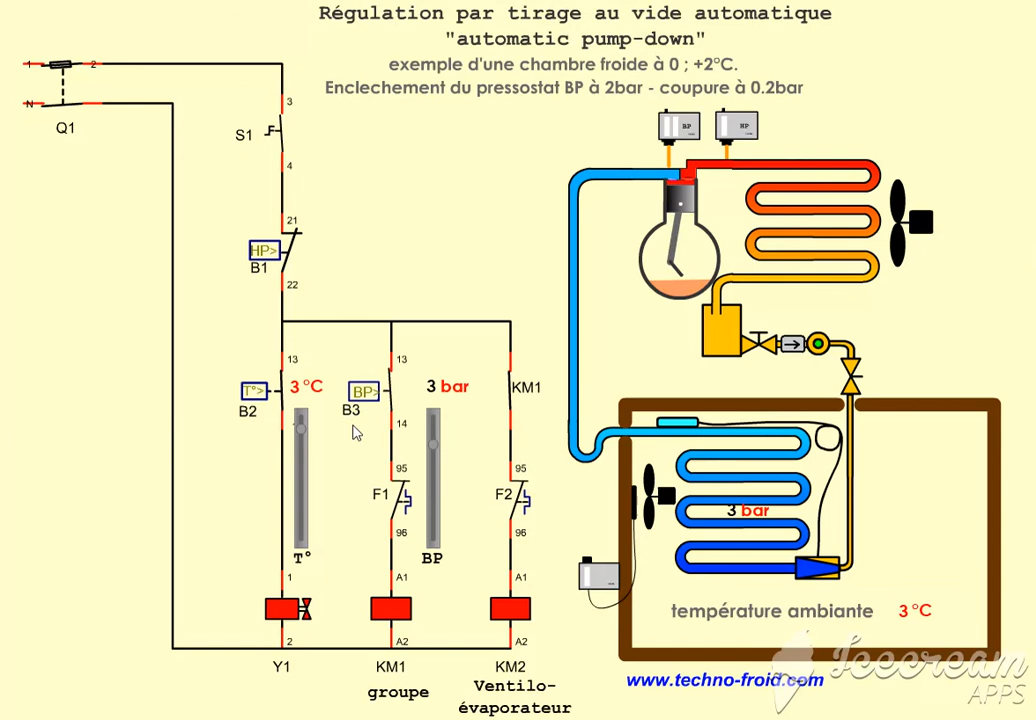 Régulation par tirage au vide automatique
"automatic pump-down"
exemple d'une chambre froide à 0 ; +2°C.
Enclechement du pressostat BP à 2bar - coupure à 0.2bar
1
2
N
Q1
3
S1
4
21
HP>
B1
22
BP
HP
13
T°>
3 °C
B2
13
BP>
3 bar
B3
14
KM1
95
F1
96
95
F2
96
T°
BP
1
2
Y1
A1
A2
KM1
groupe
A1
A2
KM2
Ventilo-
évaporateur
3 bar
température ambiante 3 °C
www.techno-froid.com
Icecream
APPS